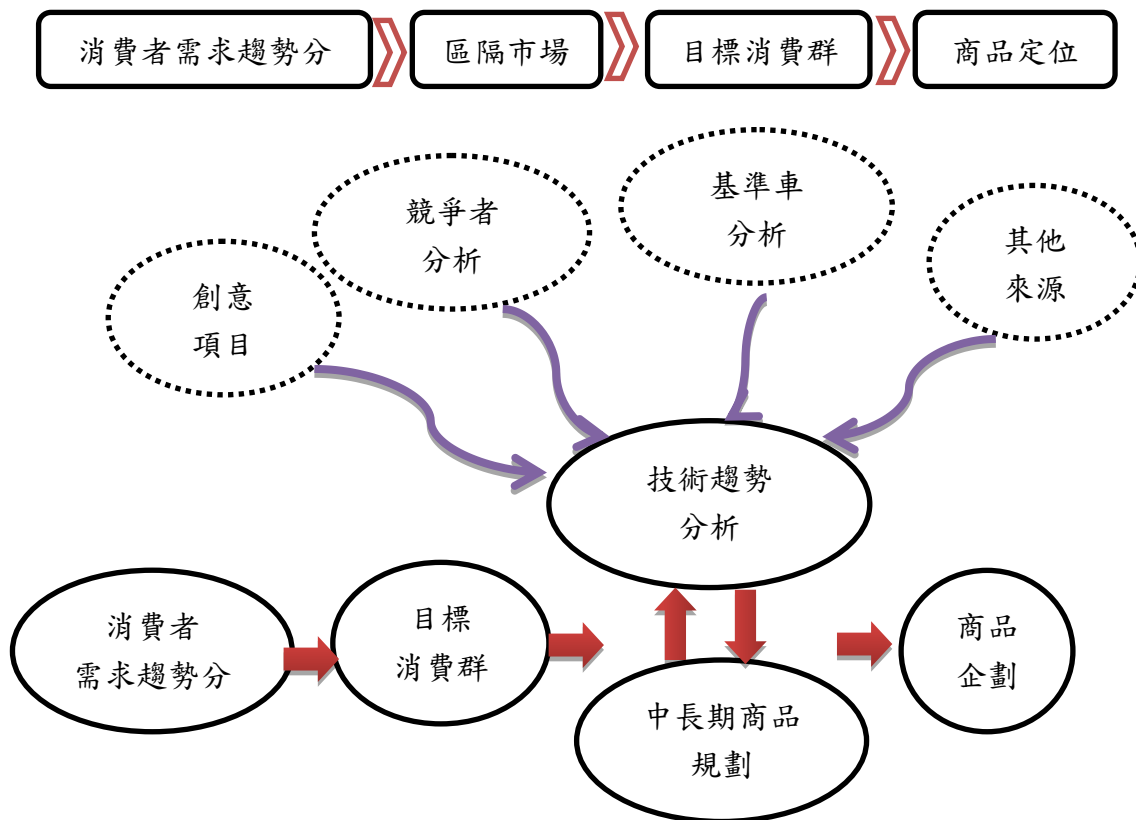 消費者需求趨勢分
區隔市場
目標消費群
商品定位
競爭者
分析
基準車
分析
其他
來源
創意
項目
技術趨勢
分析
消費者
需求趨勢分
目標
消費群
商品
企劃
中長期商品
規劃